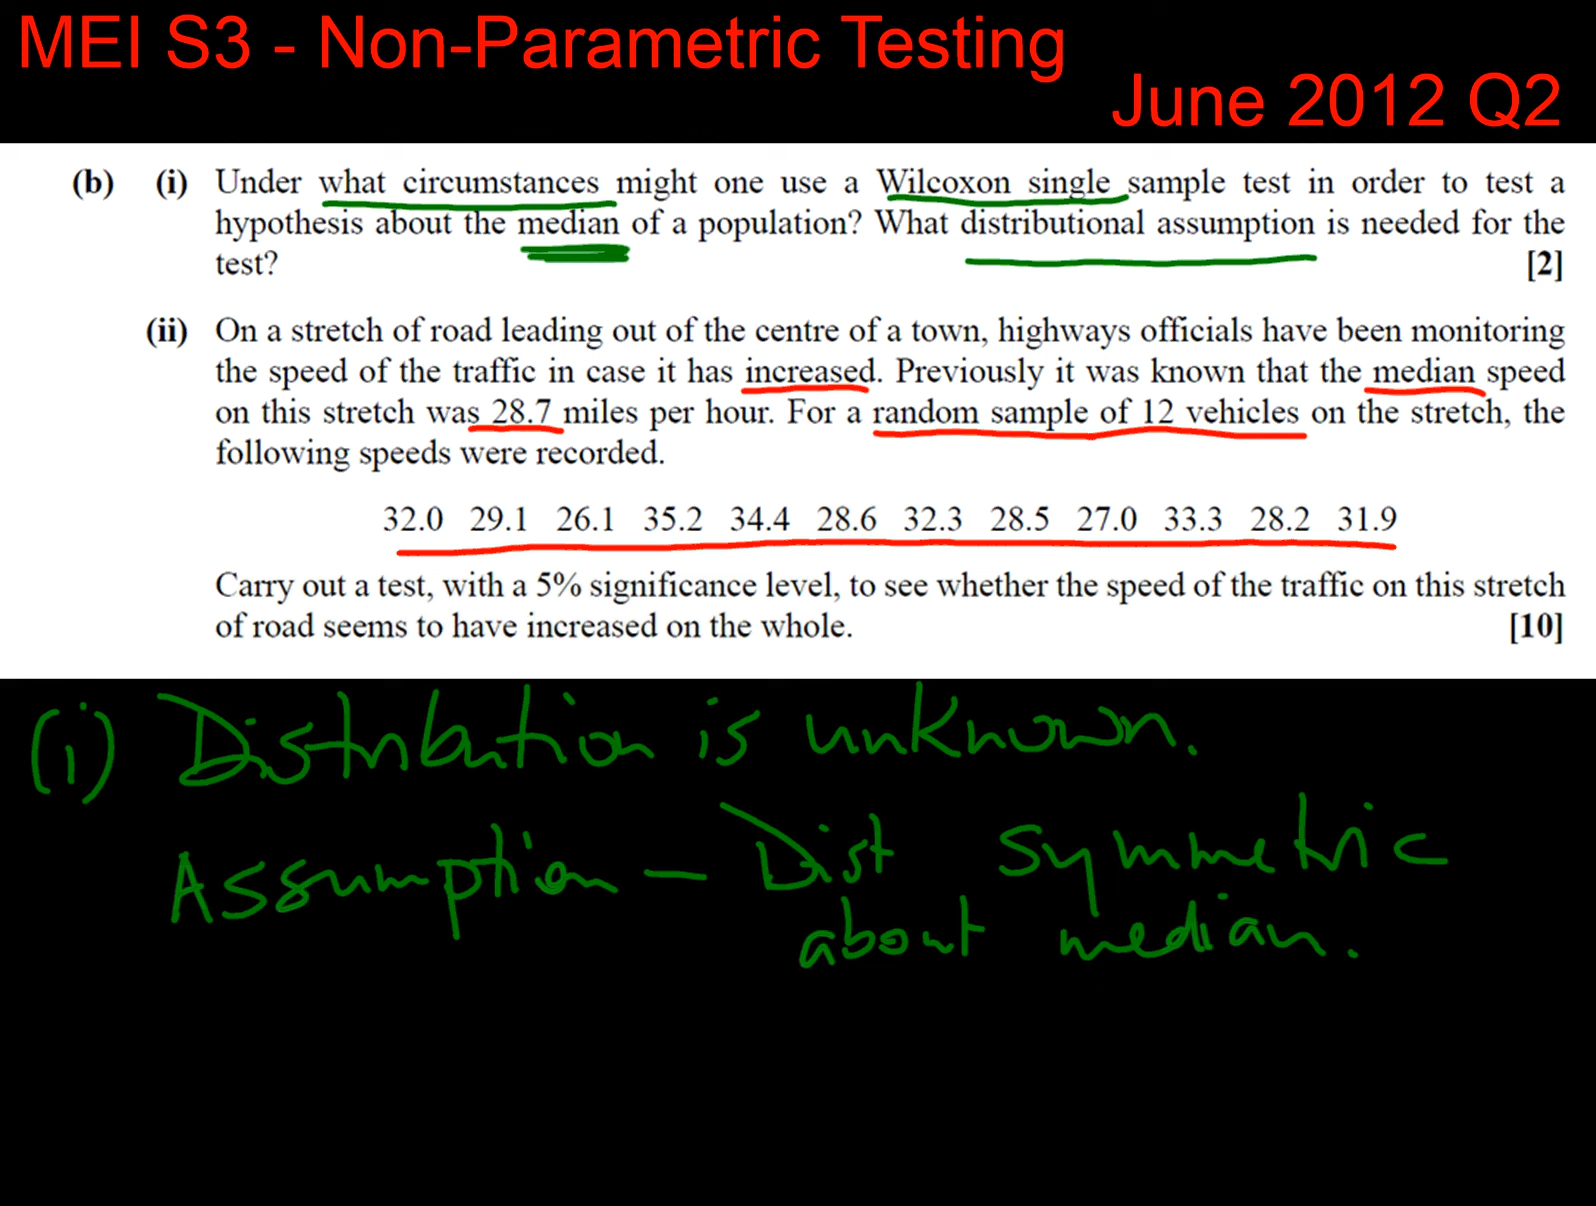 MEI S3 - Non-Parametric Testing
June 2012 Q2
(b) (i) Under what circumstances might one use a Wilcoxon single sample test in order to test a
hypothesis about the median of a population? What distributional assumption is needed for the
test? [2]
(ii) On a stretch of road leading out of the centre of a town, highways officials have been monitoring
the speed of the traffic in case it has increased. Previously it was known that the median speed
on this stretch was 28.7 miles per hour. For a random sample of 12 vehicles on the stretch, the
following speeds were recorded.
32.0 29.1 26.1 35.2 34.4 28.6 32.3 28.5 27.0 33.3 28.2 31.9
Carry out a test, with a 5% significance level, to see whether the speed of the traffic on this stretch
of road seems to have increased on the whole. [10]
(i) Distribution is unknown.
Assumption — Dist symmetric
about median.